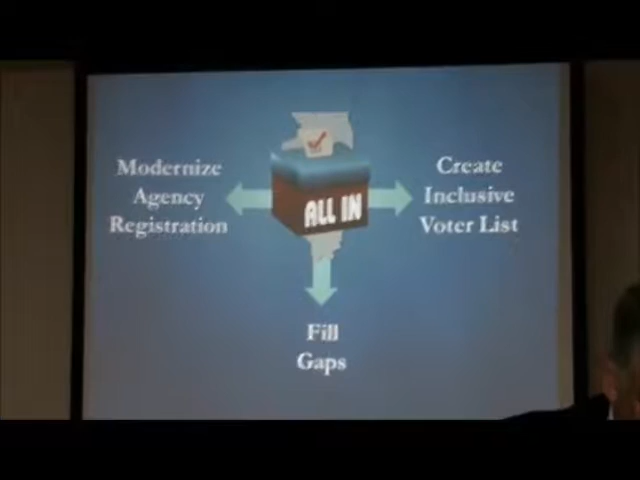 Modernize
Agency
Registration
ALL IN
Create
Inclusive
Voter List
Fill
Gaps